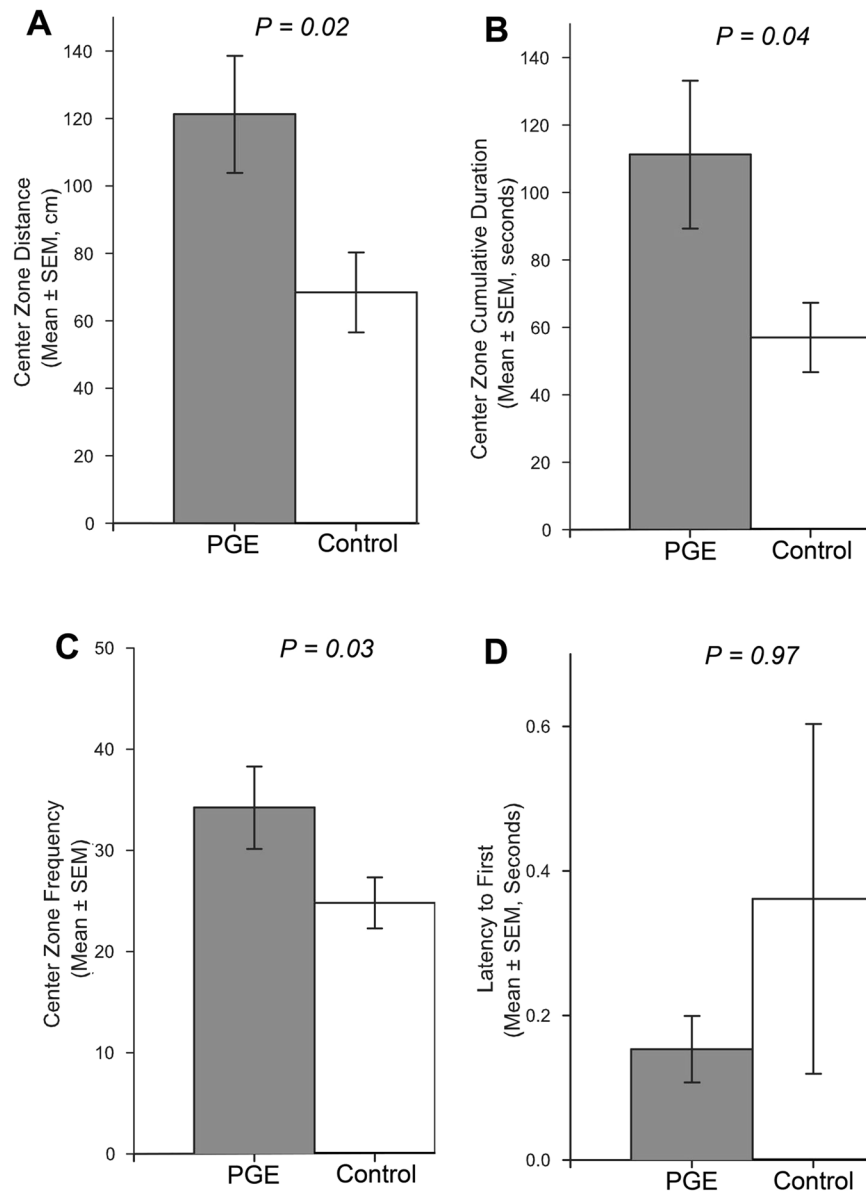 A
P = 0.02
Center Zone Distance
(Mean ± SEM, cm)
140
120
100
80
60
40
20
0
PGE Control
B
P = 0.04
Center Zone Cumulative Duration
(Mean ± SEM, seconds)
140
120
100
80
60
40
20
0
PGE Control
C
P = 0.03
Center Zone Frequency
(Mean ± SEM)
50
40
30
20
10
0
PGE Control
D
P = 0.97
Latency to First
(Mean ± SEM, Seconds)
0.6
0.4
0.2
0.0
PGE Control